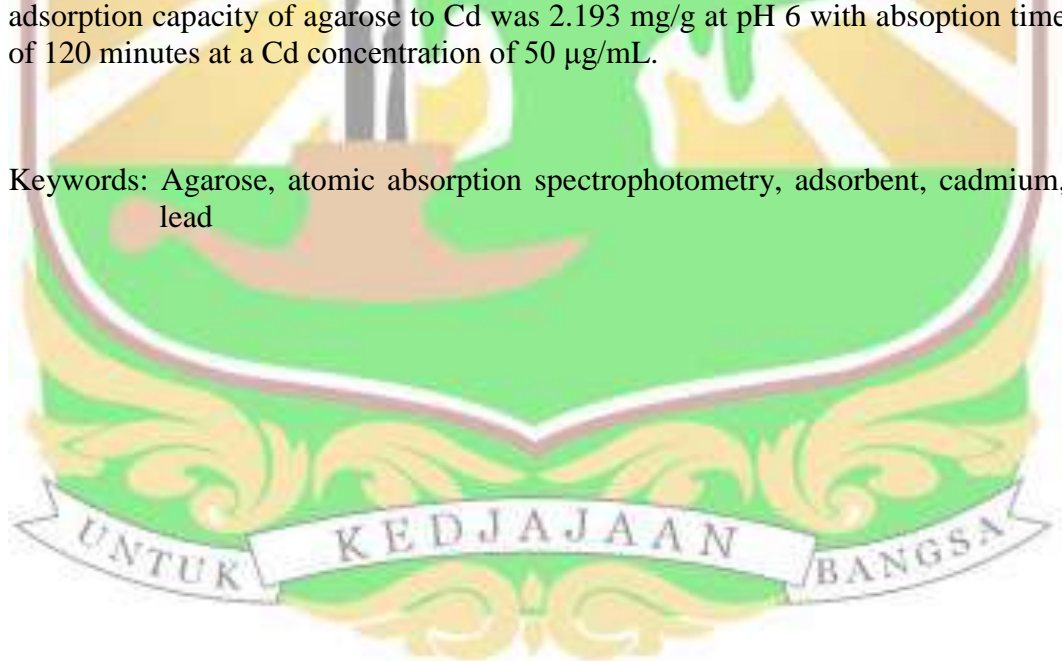 adsorption capacity of agarose to Cd was 2.193 mg/g at pH 6 with absoption time
of 120 minutes at a Cd concentration of 50 μg/mL.
Keywords: Agarose, atomic absorption spectrophotometry, adsorbent, cadmium,
lead
UNTUK KEDJAJAAN BANGSA